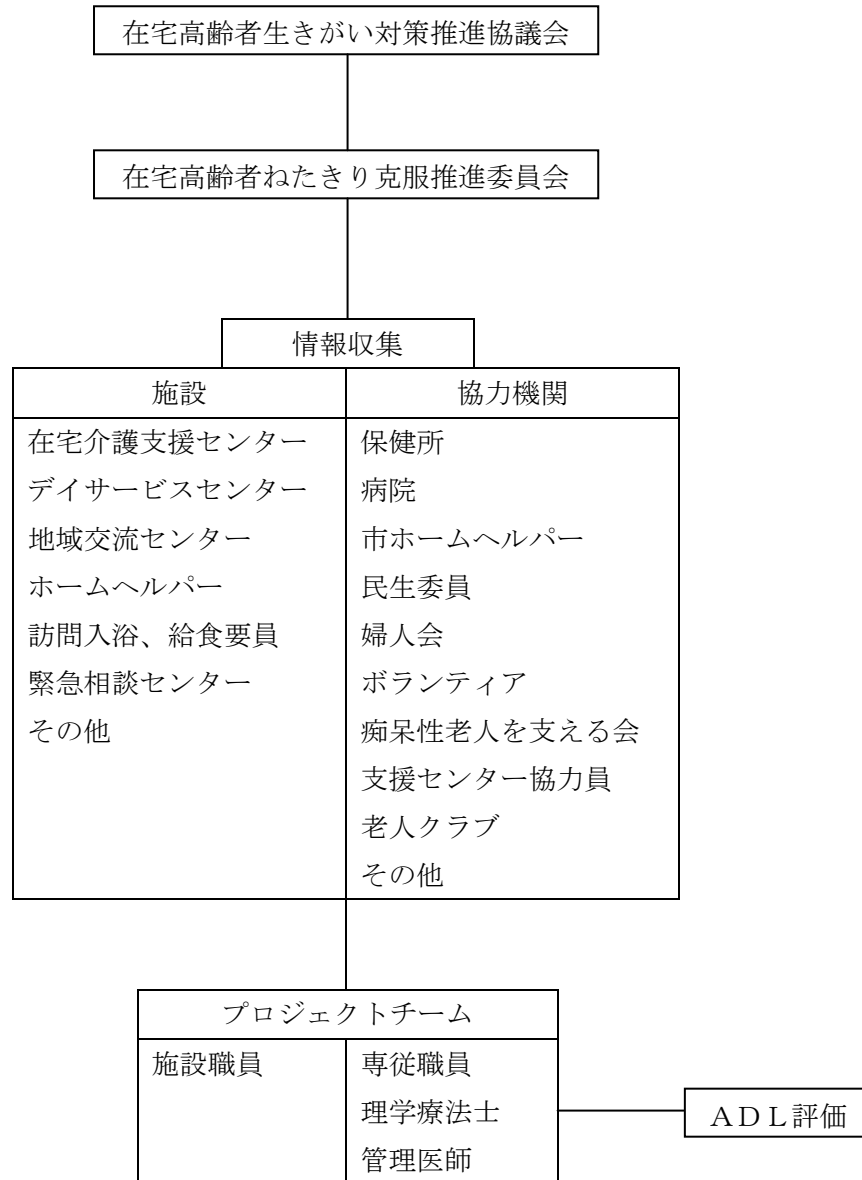 在宅高齢者生きがい対策推進協議会
在宅高齢者ねたきり克服推進委員会
情報収集
施設
在宅介護支援センター
デイサービスセンター
地域交流センター
ホームヘルパー
訪問入浴、給食要員
緊急相談センター
その他
協力機関
保健所
病院
市ホームヘルパー
民生委員
婦人会
ボランティア
痴呆性老人を支える会
支援センター協力員
老人クラブ
その他
プロジェクトチーム
施設職員
専従職員
理学療法士
管理医師
ＡＤＬ評価